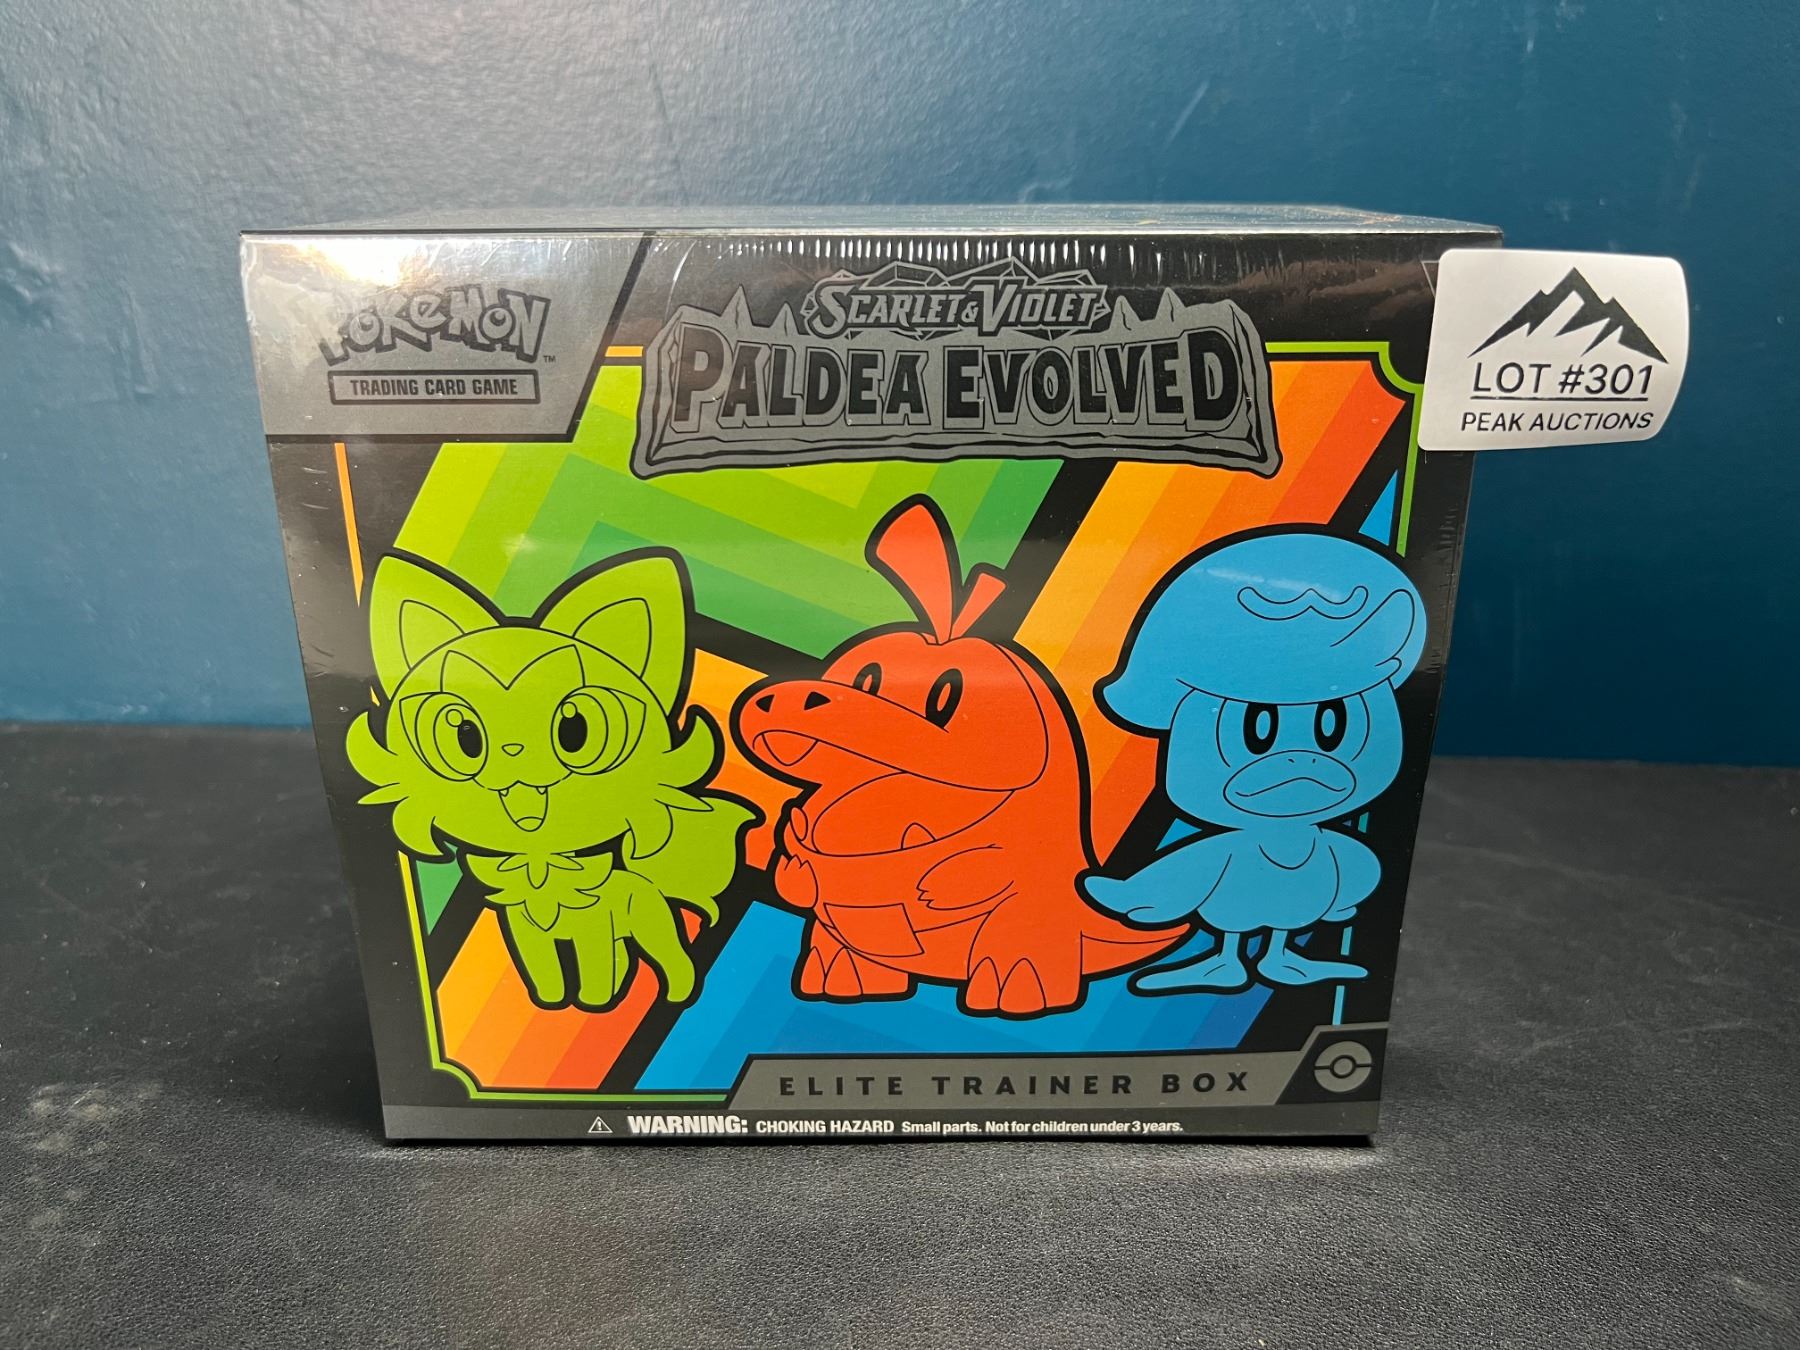 POKéMON
TM
TRADING CARD GAME
SCARLET & VIOLET
PALDEA EVOLVED
LOT #301
PEAK AUCTIONS
ELITE TRAINER BOX
WARNING: CHOKING HAZARD Small parts. Not for children under 3 years.